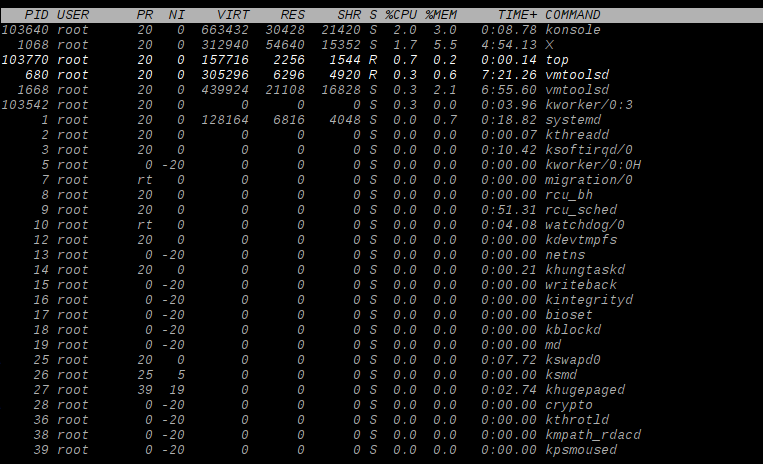 PID USER PR NI VIRT RES SHR S %CPU %MEM TIME+ COMMAND
103640 root 20 0 663432 30428 21420 S 2.0 3.0 0:08.78 konsole
1068 root 20 0 312940 54640 15352 S 1.7 5.5 4:54.13 X
103770 root 20 0 157716 2256 1544 R 0.7 0.2 0:00.14 top
680 root 20 0 305296 6296 4920 R 0.3 0.6 7:21.26 vmtoolsd
1668 root 20 0 439924 21108 16828 S 0.3 2.1 6:55.60 vmtoolsd
103542 root 20 0 0 0 0 S 0.3 0.0 0:03.96 kworker/0:3
1 root 20 0 128164 6816 4048 S 0.0 0.7 0:18.82 systemd
2 root 20 0 0 0 0 S 0.0 0.0 0:00.07 kthreadd
3 root 20 0 0 0 0 S 0.0 0.0 0:10.42 ksoftirqd/0
5 root 0 -20 0 0 0 S 0.0 0.0 0:00.00 kworker/0:0H
7 root rt 0 0 0 0 S 0.0 0.0 0:00.00 migration/0
8 root 20 0 0 0 0 S 0.0 0.0 0:00.00 rcu_bh
9 root 20 0 0 0 0 S 0.0 0.0 0:51.31 rcu_sched
10 root rt 0 0 0 0 S 0.0 0.0 0:04.08 watchdog/0
12 root 20 0 0 0 0 S 0.0 0.0 0:00.00 kdevtmpfs
13 root 0 -20 0 0 0 S 0.0 0.0 0:00.00 netns
14 root 20 0 0 0 0 S 0.0 0.0 0:00.21 khungtaskd
15 root 0 -20 0 0 0 S 0.0 0.0 0:00.00 writeback
16 root 0 -20 0 0 0 S 0.0 0.0 0:00.00 kintegrityd
17 root 0 -20 0 0 0 S 0.0 0.0 0:00.00 bioset
18 root 0 -20 0 0 0 S 0.0 0.0 0:00.00 kblockd
19 root 0 -20 0 0 0 S 0.0 0.0 0:00.00 md
25 root 20 0 0 0 0 S 0.0 0.0 0:07.72 kswapd0
26 root 25 5 0 0 0 S 0.0 0.0 0:00.00 ksmd
27 root 39 19 0 0 0 S 0.0 0.0 0:02.74 khugepaged
28 root 0 -20 0 0 0 S 0.0 0.0 0:00.00 crypto
36 root 0 -20 0 0 0 S 0.0 0.0 0:00.00 kthrotld
38 root 0 -20 0 0 0 S 0.0 0.0 0:00.00 kmpath_rdacd
39 root 0 -20 0 0 0 S 0.0 0.0 0:00.00 kpsmoused